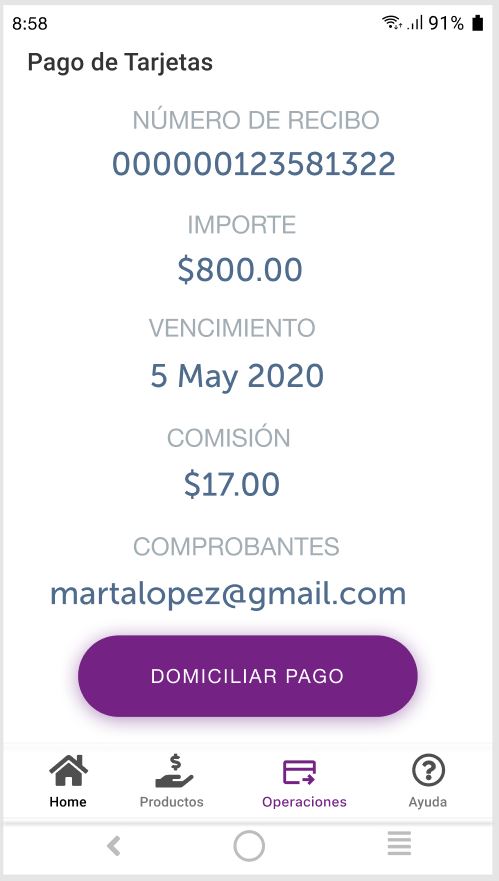 8:58 91%
Pago de Tarjetas
NÚMERO DE RECIBO
000000123581322
IMPORTE
$800.00
VENCIMIENTO
5 May 2020
COMISIÓN
$17.00
COMPROBANTES
martalopez@gmail.com
DOMICILIAR PAGO
Home Productos Operaciones Ayuda